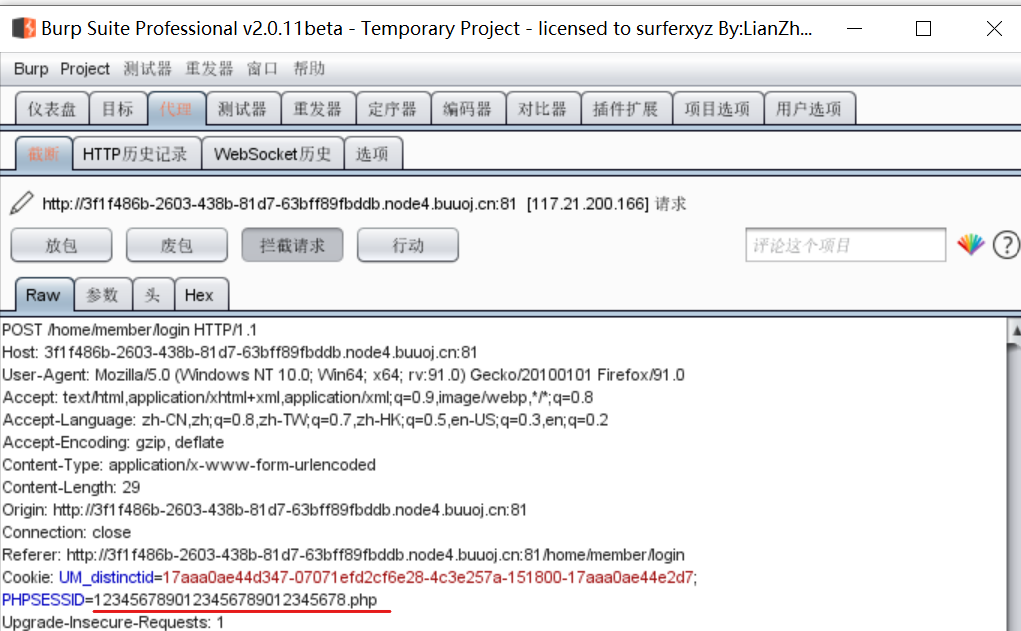 Burp Suite Professional v2.0.11beta - Temporary Project - licensed to surferxyz By:LianZh...
Burp Project 测试器 重发器 窗口 帮助
仪表盘 目标 代理 测试器 重发器 定序器 编码器 对比器 插件扩展 项目选项 用户选项
截断 HTTP历史记录 WebSocket历史 选项
http://3f1f486b-2603-438b-81d7-63bff89fbddb.node4.buuoj.cn:81 [117.21.200.166] 请求
放包 废包 拦截请求 行动 评论这个项目 ?
Raw 参数 头 Hex
POST /home/member/login HTTP/1.1
Host: 3f1f486b-2603-438b-81d7-63bff89fbddb.node4.buuoj.cn:81
User-Agent: Mozilla/5.0 (Windows NT 10.0; Win64; x64; rv:91.0) Gecko/20100101 Firefox/91.0
Accept: text/html,application/xhtml+xml,application/xml;q=0.9,image/webp,*/*;q=0.8
Accept-Language: zh-CN,zh;q=0.8,zh-TW;q=0.7,zh-HK;q=0.5,en-US;q=0.3,en;q=0.2
Accept-Encoding: gzip, deflate
Content-Type: application/x-www-form-urlencoded
Content-Length: 29
Origin: http://3f1f486b-2603-438b-81d7-63bff89fbddb.node4.buuoj.cn:81
Connection: close
Referer: http://3f1f486b-2603-438b-81d7-63bff89fbddb.node4.buuoj.cn:81/home/member/login
Cookie: UM_distinctid=17aaa0ae44d347-07071efd2cf6e28-4c3e257a-151800-17aaa0ae44e2d7;
PHPSESSID=1234567890123456789012345678.php
Upgrade-Insecure-Requests: 1